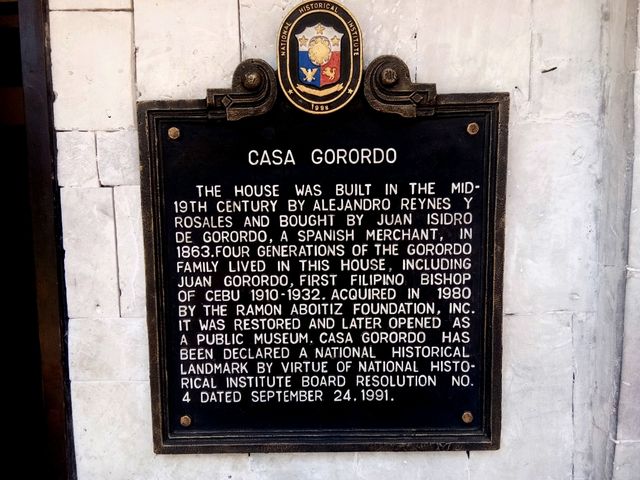 NATIONAL HISTORICAL INSTITUTE
CASA GORORDO
THE HOUSE WAS BUILT IN THE MID-
19TH CENTURY BY ALEJANDRO REYNES Y
ROSALES AND BOUGHT BY JUAN ISIDRO
DE GORORDO, A SPANISH MERCHANT, IN
1863.FOUR GENERATIONS OF THE GORORDO
FAMILY LIVED IN THIS HOUSE, INCLUDING
JUAN GORORDO, FIRST FILIPINO BISHOP
OF CEBU 1910-1932. ACQUIRED IN 1980
BY THE RAMON ABOITIZ FOUNDATION, INC.
IT WAS RESTORED AND LATER OPENED AS
A PUBLIC MUSEUM. CASA GORORDO HAS
BEEN DECLARED A NATIONAL HISTORICAL
LANDMARK BY VIRTUE OF NATIONAL HISTO-
RICAL INSTITUTE BOARD RESOLUTION NO.
4 DATED SEPTEMBER 24, 1991.